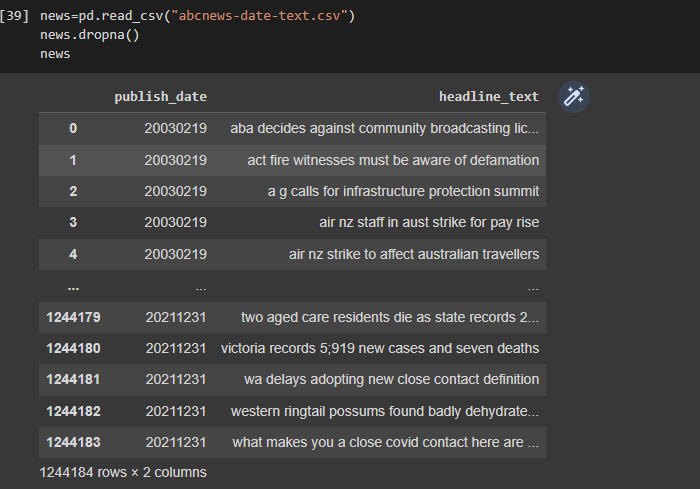 [39] news=pd.read_csv("abcnews-date-text.csv")
news.dropna()
news
publish_date headline_text
0 20030219 aba decides against community broadcasting lic...
1 20030219 act fire witnesses must be aware of defamation
2 20030219 a g calls for infrastructure protection summit
3 20030219 air nz staff in aust strike for pay rise
4 20030219 air nz strike to affect australian travellers
... ... ...
1244179 20211231 two aged care residents die as state records 2...
1244180 20211231 victoria records 5;919 new cases and seven deaths
1244181 20211231 wa delays adopting new close contact definition
1244182 20211231 western ringtail possums found badly dehydrate...
1244183 20211231 what makes you a close covid contact here are ...
1244184 rows × 2 columns